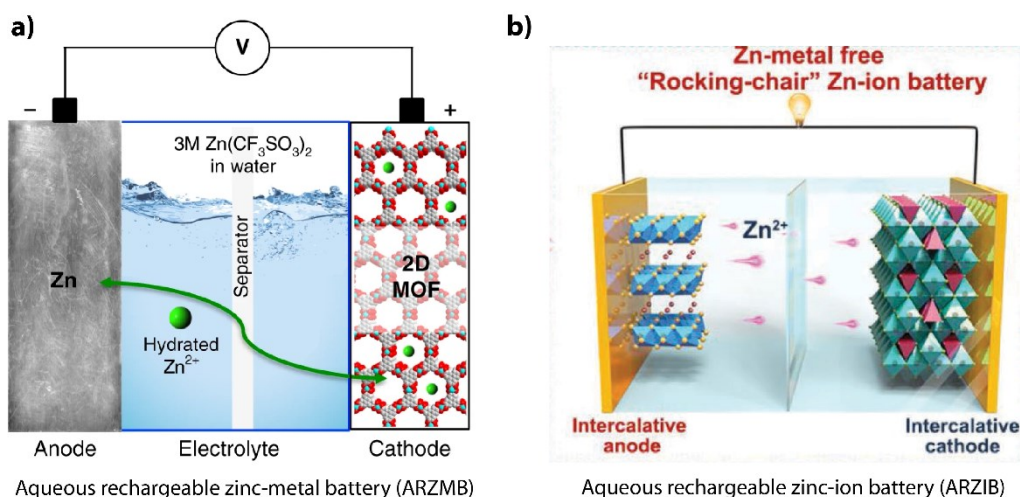 a)
V
−
+
3M Zn(CF₃SO₃)₂
in water
Separator
Zn
2D
MOF
Hydrated
Zn²⁺
Anode
Electrolyte
Cathode
Aqueous rechargeable zinc-metal battery (ARZMB)
b)
Zn-metal free
“Rocking-chair” Zn-ion battery
Zn²⁺
Intercalative
anode
Intercalative
cathode
Aqueous rechargeable zinc-ion battery (ARZIB)